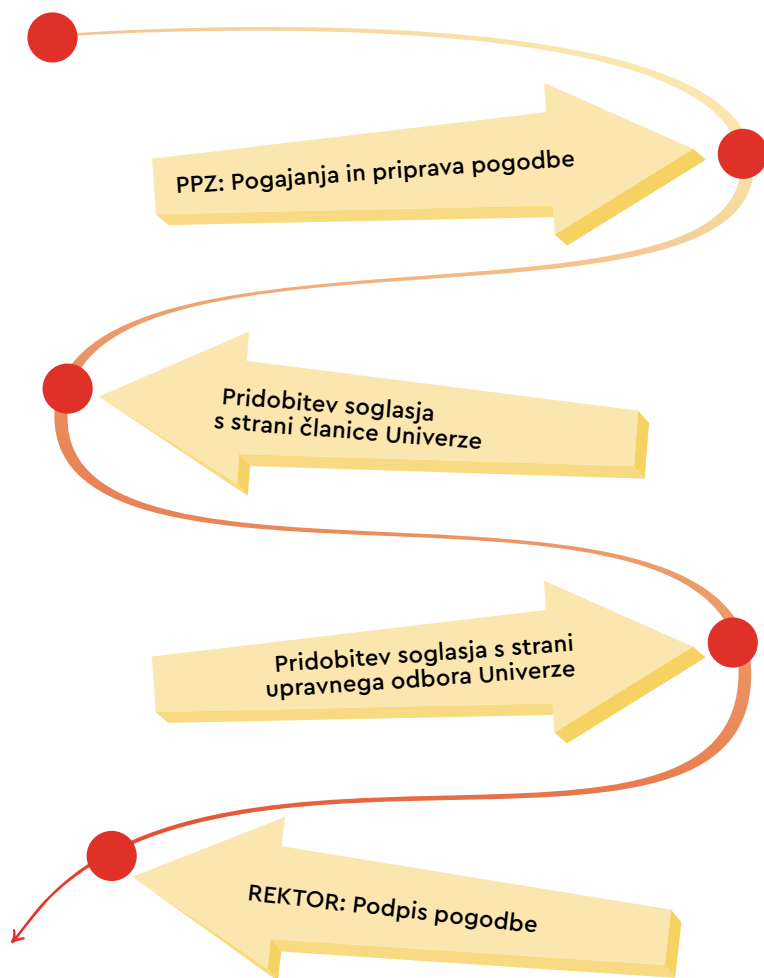 PPZ: Pogajanja in priprava pogodbe
Pridobitev soglasja
s strani članice Univerze
Pridobitev soglasja s strani
upravnega odbora Univerze
REKTOR: Podpis pogodbe